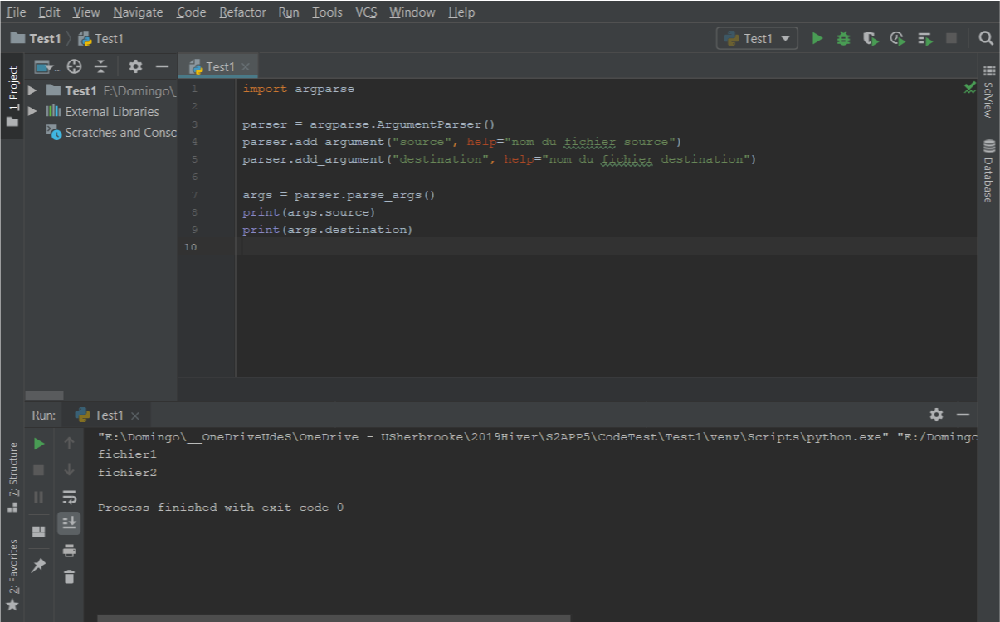 File Edit View Navigate Code Refactor Run Tools VCS Window Help
Test1 Test1 Test1
1: Project
Test1
Test1 E:\Domingo\
External Libraries
Scratches and Consc
1 import argparse
2
3 parser = argparse.ArgumentParser()
4 parser.add_argument("source", help="nom du fichier source")
5 parser.add_argument("destination", help="nom du fichier destination")
6
7 args = parser.parse_args()
8 print(args.source)
9 print(args.destination)
10
SciView
Database
Run: Test1
"E:\Domingo\__OneDriveUdeS\OneDrive - USherbrooke\2019Hiver\S2APP5\CodeTest\Test1\venv\Scripts\python.exe" "E:/Domingo
fichier1
fichier2
Process finished with exit code 0
7: Structure
2: Favorites